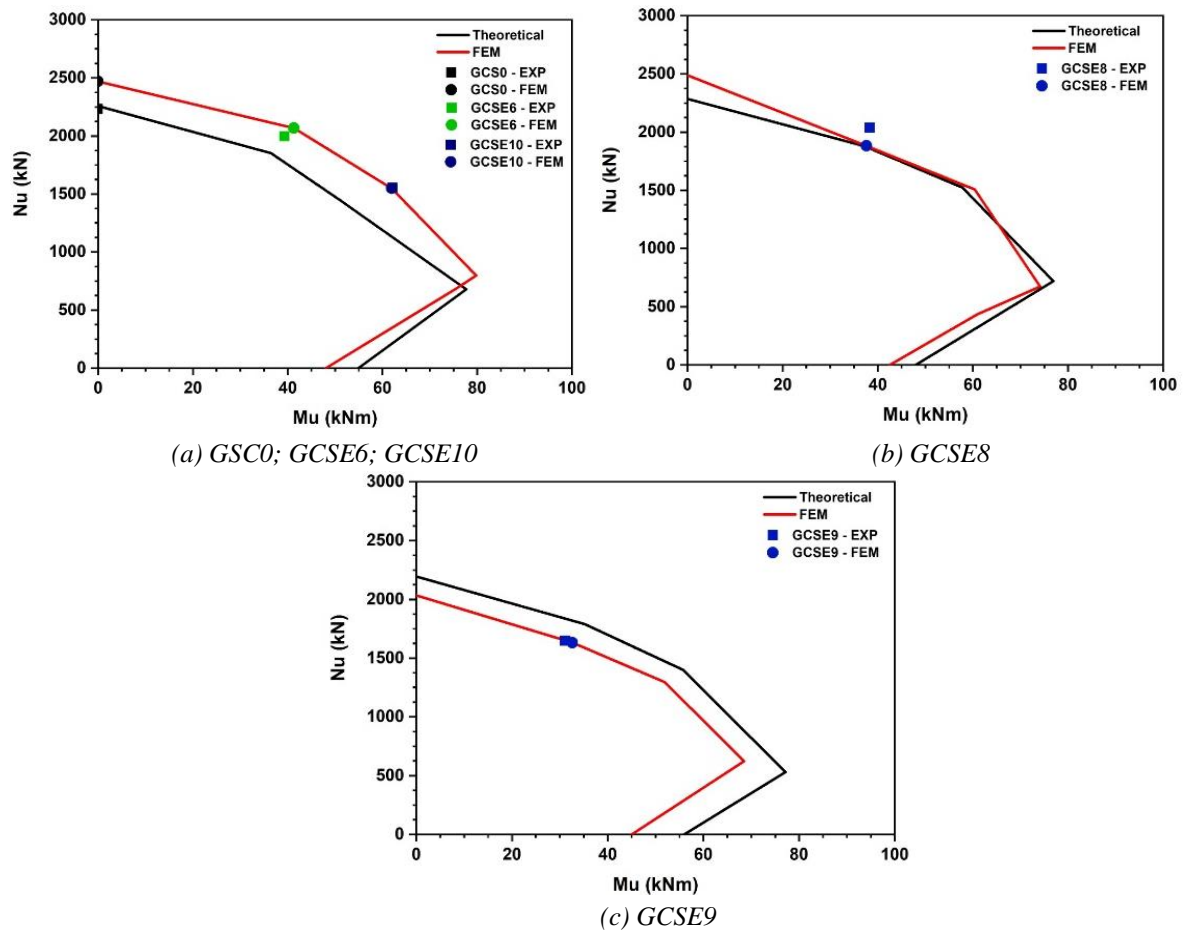 3000
2500
2000
1500
1000
500
0
Nu (kN)
Theoretical
FEM
GCS0 - EXP
GCS0 - FEM
GCSE6 - EXP
GCSE6 - FEM
GCSE10 - EXP
GCSE10 - FEM
0 20 40 60 80 100
Mu (kNm)
(a) GSC0; GCSE6; GCSE10
3000
2500
2000
1500
1000
500
0
Nu (kN)
Theoretical
FEM
GCSE8 - EXP
GCSE8 - FEM
0 20 40 60 80 100
Mu (kNm)
(b) GCSE8
3000
2500
2000
1500
1000
500
0
Nu (kN)
Theoretical
FEM
GCSE9 - EXP
GCSE9 - FEM
0 20 40 60 80 100
Mu (kNm)
(c) GCSE9